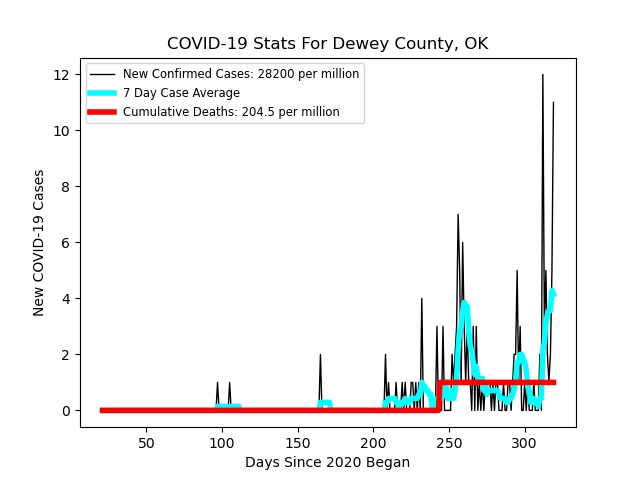 COVID-19 Stats For Dewey County, OK
New Confirmed Cases: 28200 per million
7 Day Case Average
Cumulative Deaths: 204.5 per million
New COVID-19 Cases
12
10
8
6
4
2
0
50 100 150 200 250 300
Days Since 2020 Began